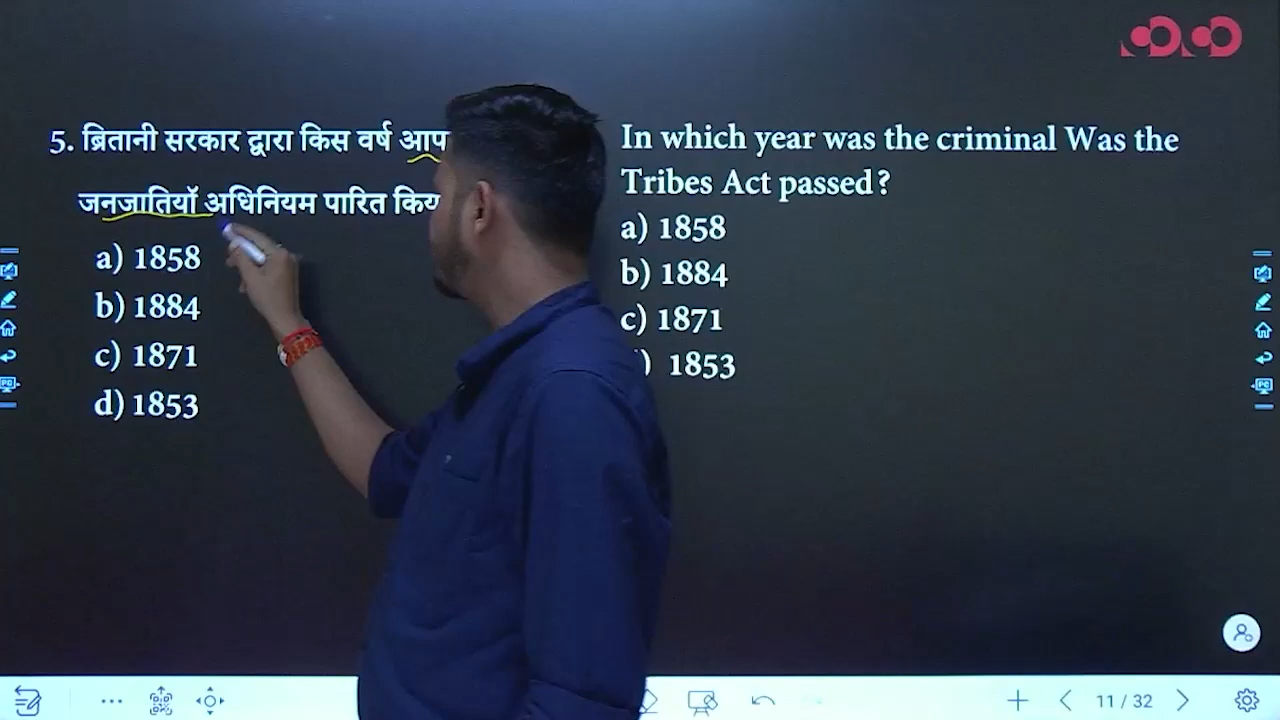 5. ब्रितानी सरकार द्वारा किस वर्ष
जनजातियॉ अधिनियम पारित
a) 1858
b) 1884
c) 1871
d) 1853
In which year was the criminal Was the
Tribes Act passed?
a) 1858
b) 1884
c) 1871
1853
11 / 32